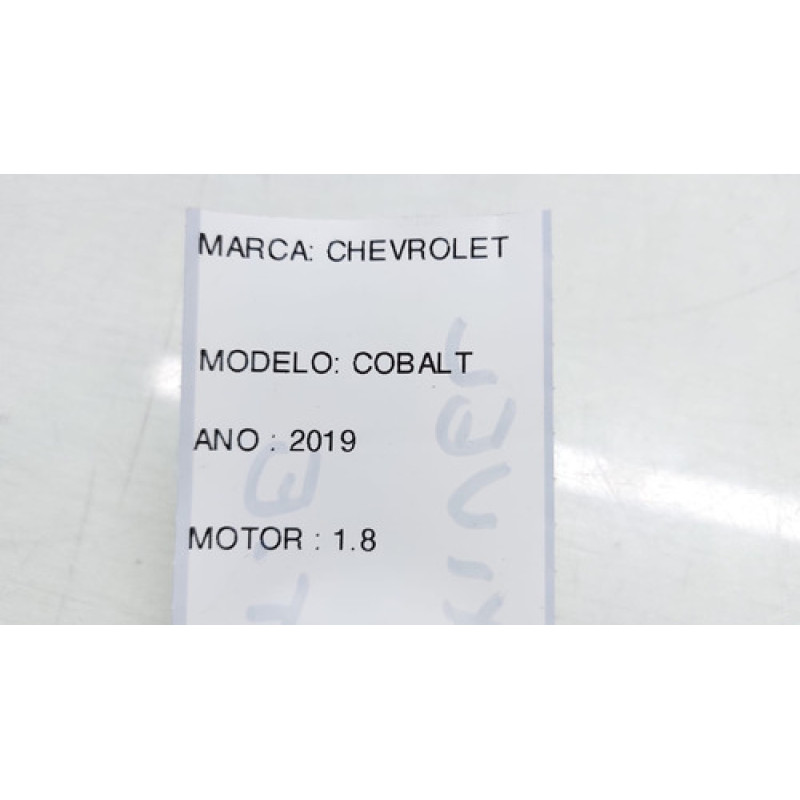 MARCA: CHEVROLET
MODELO: COBALT
ANO : 2019
MOTOR : 1.8